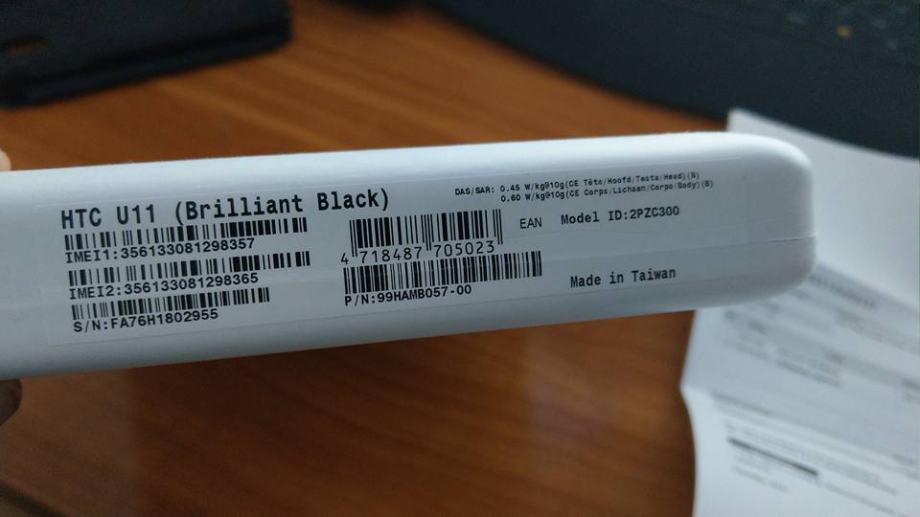 HTC U11 (Brilliant Black)
IMEI1:356133081298357
IMEI2:356133081298365
S/N:FA76H1802955
4 718487 705023
EAN
P/N:99HAMB057-00
DAS/SAR: 0.45 W/kg@10g(CE Tête/Hoofd/Testa/Head)(N)
0.60 W/kg@10g(CE Corps/Lichaam/Corpo/Body)(B)
Model ID:2PZC300
Made in Taiwan